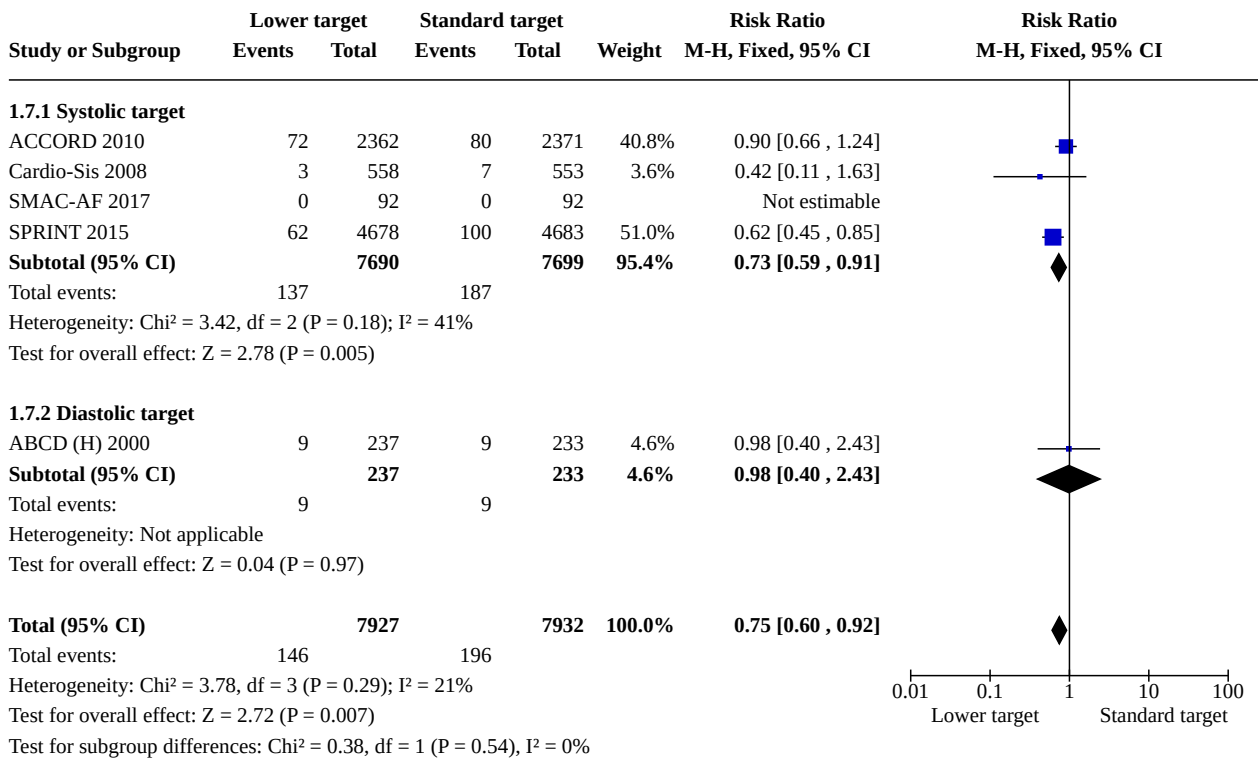 Lower target Standard target Risk Ratio Risk Ratio
Study or Subgroup Events Total Events Total Weight M-H, Fixed, 95% CI M-H, Fixed, 95% CI
1.7.1 Systolic target
ACCORD 2010 72 2362 80 2371 40.8% 0.90 [0.66 , 1.24]
Cardio-Sis 2008 3 558 7 553 3.6% 0.42 [0.11 , 1.63]
SMAC-AF 2017 0 92 0 92 Not estimable
SPRINT 2015 62 4678 100 4683 51.0% 0.62 [0.45 , 0.85]
Subtotal (95% CI) 7690 7699 95.4% 0.73 [0.59 , 0.91]
Total events: 137 187
Heterogeneity: Chi² = 3.42, df = 2 (P = 0.18); I² = 41%
Test for overall effect: Z = 2.78 (P = 0.005)
1.7.2 Diastolic target
ABCD (H) 2000 9 237 9 233 4.6% 0.98 [0.40 , 2.43]
Subtotal (95% CI) 237 233 4.6% 0.98 [0.40 , 2.43]
Total events: 9 9
Heterogeneity: Not applicable
Test for overall effect: Z = 0.04 (P = 0.97)
Total (95% CI) 7927 7932 100.0% 0.75 [0.60 , 0.92]
Total events: 146 196
Heterogeneity: Chi² = 3.78, df = 3 (P = 0.29); I² = 21%
Test for overall effect: Z = 2.72 (P = 0.007)
Test for subgroup differences: Chi² = 0.38, df = 1 (P = 0.54), I² = 0%
0.01 0.1 1 10 100
Lower target Standard target